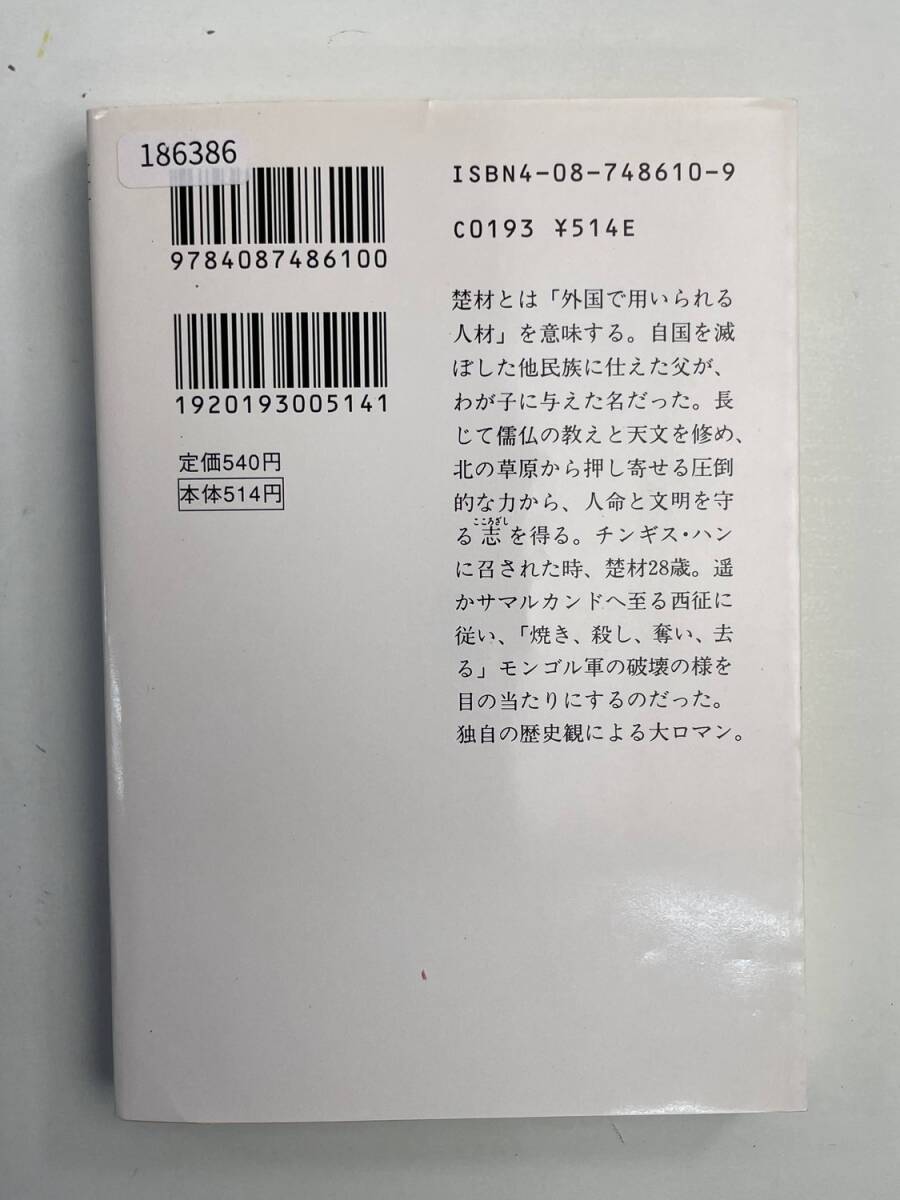 186386
9784087486100
1920193005141
定価540円
本体514円
ISBN4-08-748610-9
C0193 ¥514E
楚材とは「外国で用いられる
人材」を意味する。自国を滅
ぼした他民族に仕えた父が、
わが子に与えた名だった。長
じて儒仏の教えと天文を修め、
北の草原から押し寄せる圧倒
的な力から、人命と文明を守
こころざし
る志を得る。チンギス・ハン
に召された時、楚材28歳。遥
かサマルカンドへ至る西征に
従い、「焼き、殺し、奪い、去
る」モンゴル軍の破壊の様を
目の当たりにするのだった。
独自の歴史観による大ロマン。